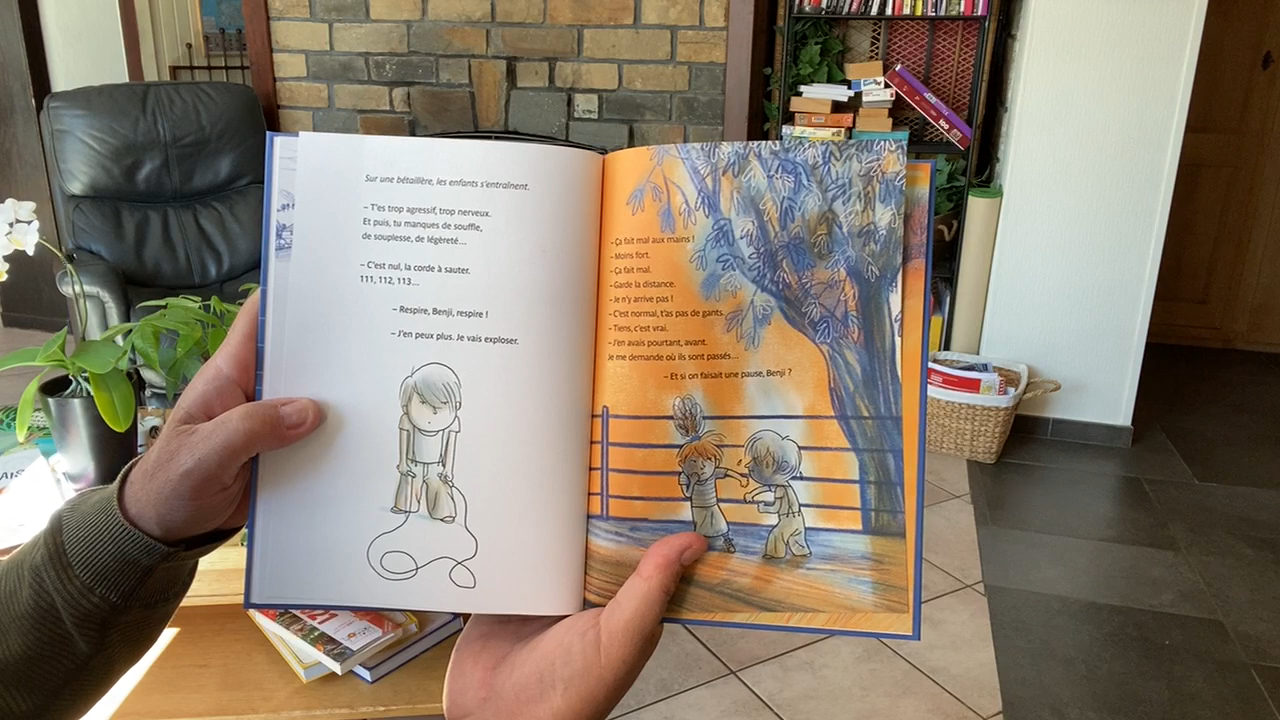 Sur une bétaillère, les enfants s'entraînent.
– T'es trop agressif, trop nerveux.
Et puis, tu manques de souffle,
de souplesse, de légèreté...
– C'est nul, la corde à sauter.
111, 112, 113...
– Respire, Benji, respire !
– J'en peux plus. Je vais exploser.
– Ça fait mal aux mains !
– Moins fort.
– Ça fait mal.
– Garde la distance.
– Je n'y arrive pas !
– C'est normal, t'as pas de gants.
– Tiens, c'est vrai.
– J'en avais pourtant, avant.
Je me demande où ils sont passés...
– Et si on faisait une pause, Benji ?